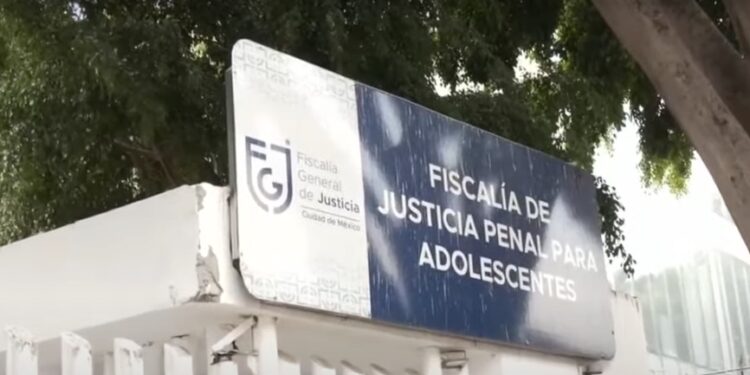 FGJ
Fiscalía
General
de Justicia
Ciudad de México
FISCALÍA DE
JUSTICIA PENAL PARA
ADOLESCENTES